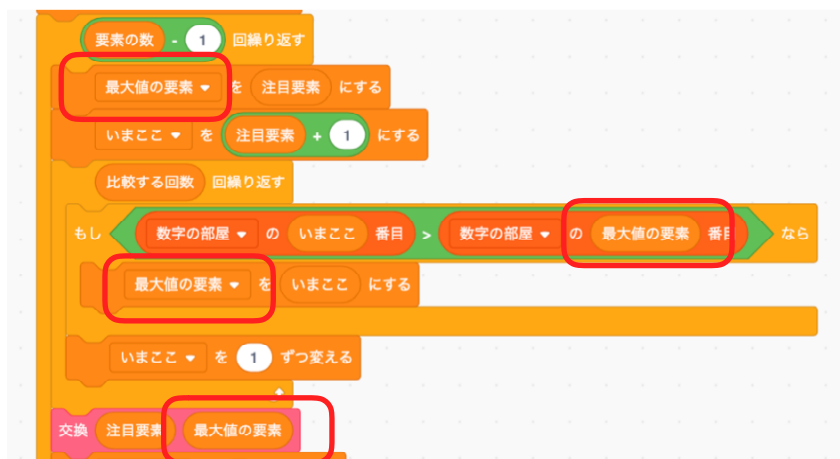 要素の数 - 1 回繰り返す
最大値の要素 を 注目要素 にする
いまここ を 注目要素 + 1 にする
比較する回数 回繰り返す
もし 数字の部屋 の いまここ 番目 > 数字の部屋 の 最大値の要素 番目 なら
最大値の要素 を いまここ にする
いまここ を 1 ずつ変える
交換 注目要素 最大値の要素